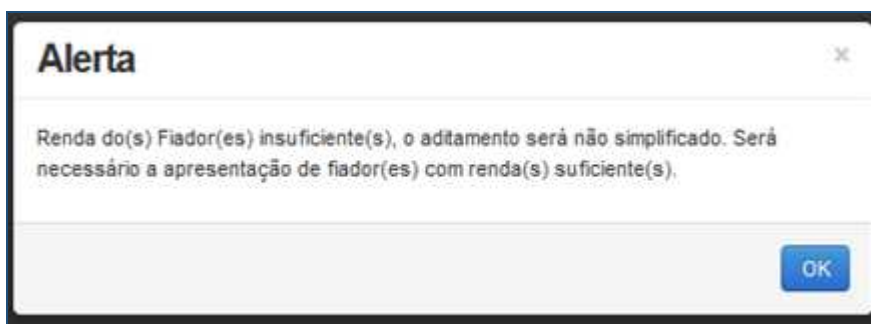 Alerta
×
Renda do(s) Fiador(es) insuficiente(s), o aditamento será não simplificado. Será
necessário a apresentação de fiador(es) com renda(s) suficiente(s).
OK